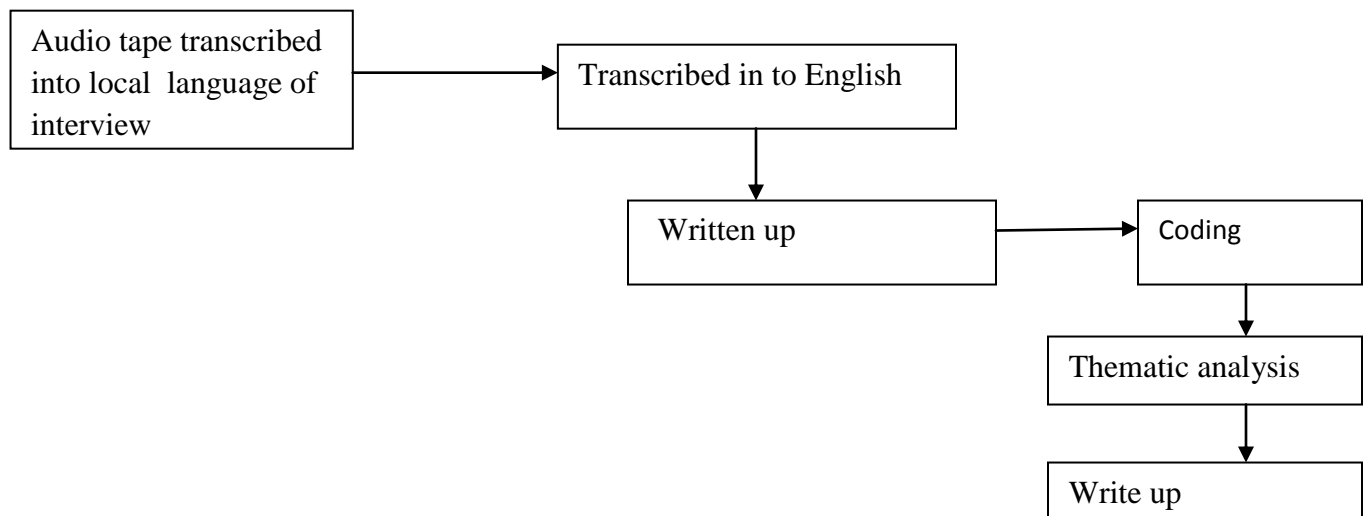 Audio tape transcribed
into local  language of
interview
Transcribed in to English
Written up
Coding
Thematic analysis
Write up